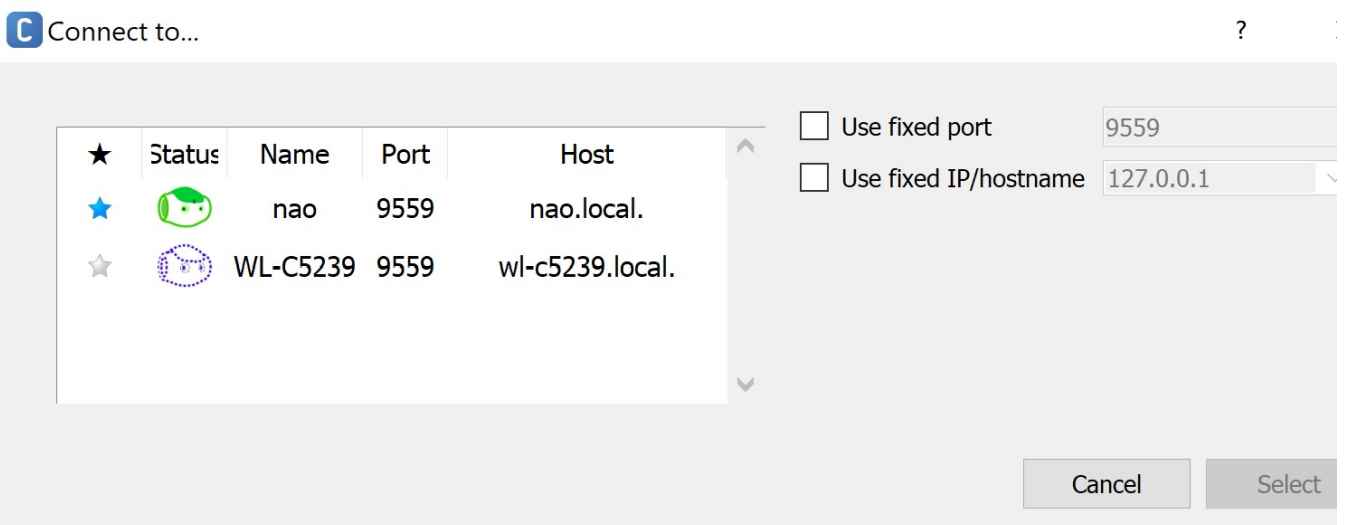 C Connect to... ?
★ Status Name Port Host
nao 9559 nao.local.
WL-C5239 9559 wl-c5239.local.
Use fixed port 9559
Use fixed IP/hostname 127.0.0.1
Cancel Select